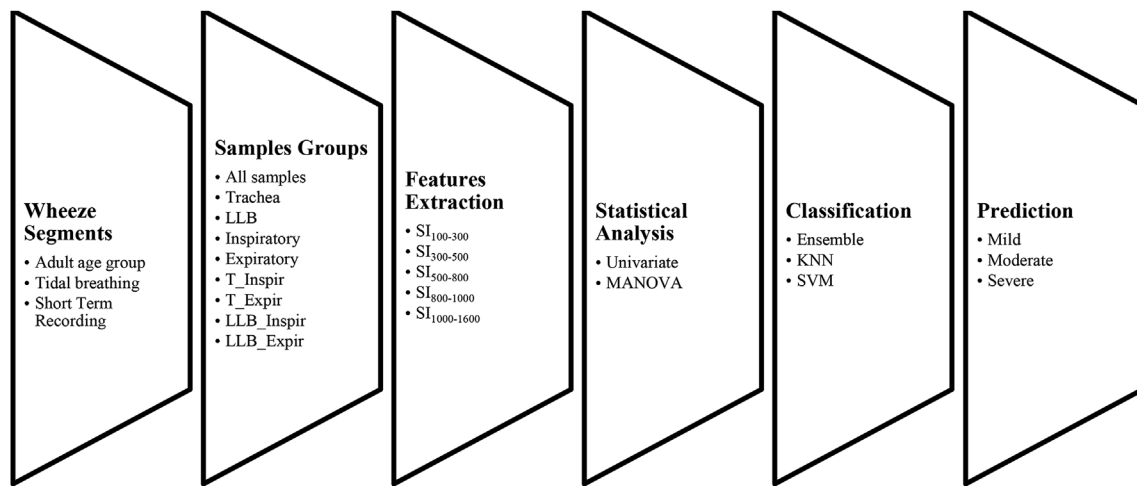 Wheeze
Segments
• Adult age group
• Tidal breathing
• Short Term
Recording
Samples Groups
• All samples
• Trachea
• LLB
• Inspiratory
• Expiratory
• T_Inspir
• T_Expir
• LLB_Inspir
• LLB_Expir
Features
Extraction
• SI100-300
• SI300-500
• SI500-800
• SI800-1000
• SI1000-1600
Statistical
Analysis
• Univariate
• MANOVA
Classification
• Ensemble
• KNN
• SVM
Prediction
• Mild
• Moderate
• Severe